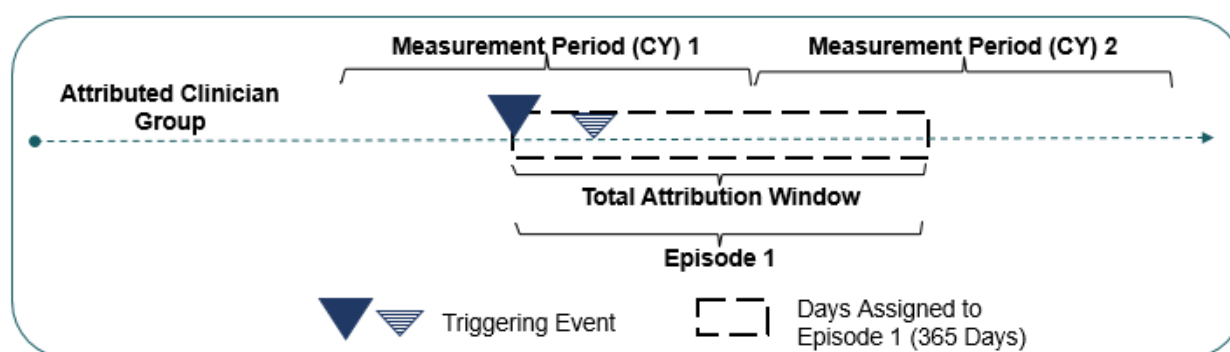 Measurement Period (CY) 1
Measurement Period (CY) 2
Attributed Clinician
Group
Total Attribution Window
Episode 1
Triggering Event
Days Assigned to
Episode 1 (365 Days)